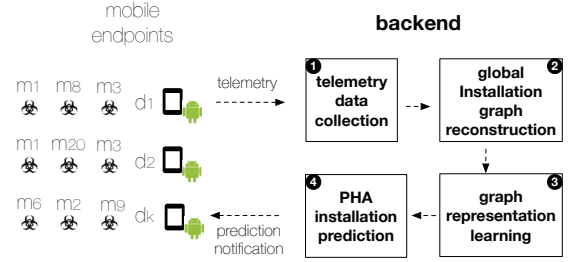 mobile
endpoints
backend
m1 m8 m3
d1
telemetry
1
telemetry
data
collection
2
global
Installation
graph
reconstruction
m1 m20 m3
d2
m6 m2 m9
dk
prediction
notification
4
PHA
installation
prediction
3
graph
representation
learning